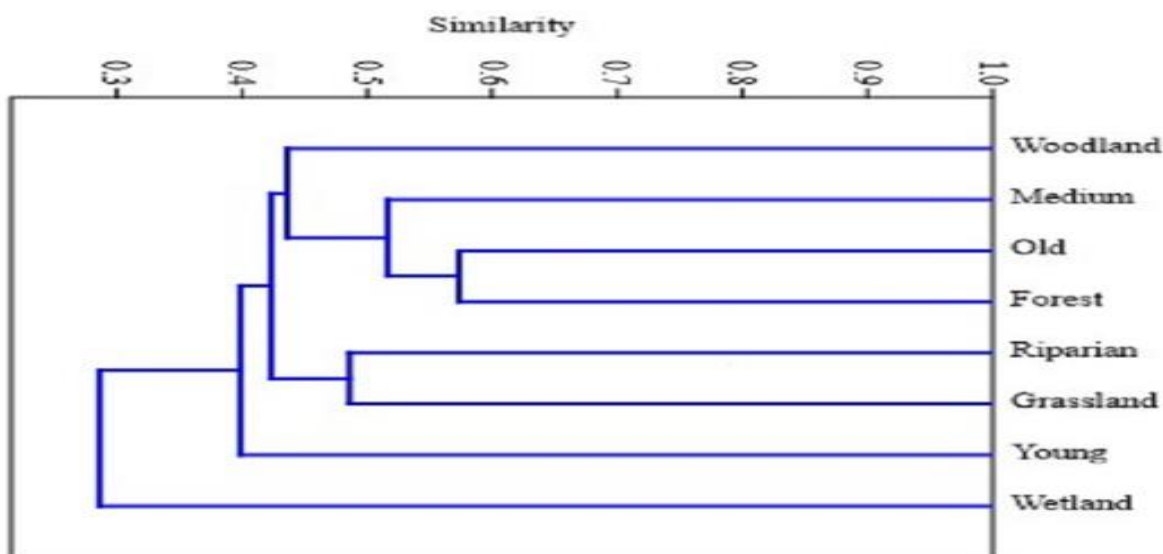 Similarity
0.3 0.4 0.5 0.6 0.7 0.8 0.9 1.0
Woodland
Medium
Old
Forest
Riparian
Grassland
Young
Wetland